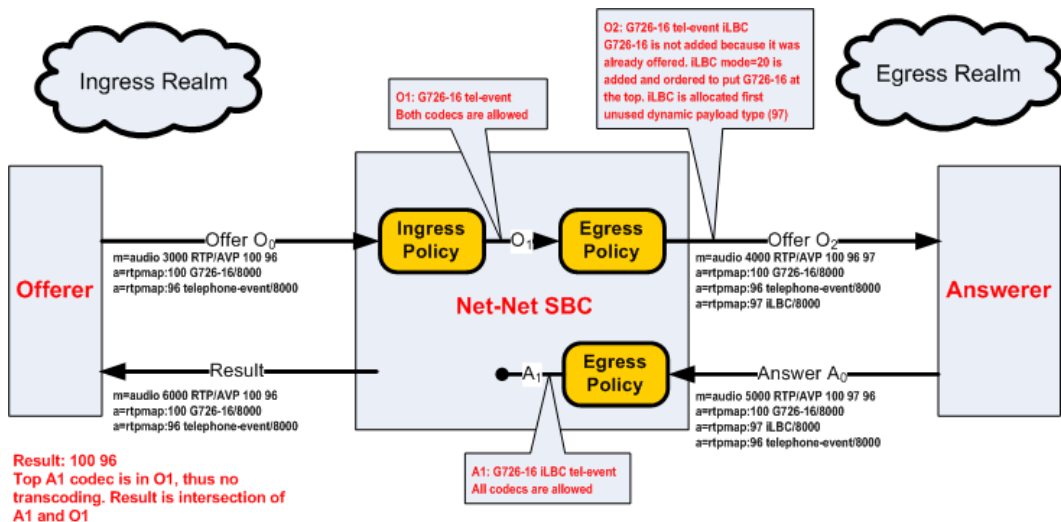 Ingress Realm
Egress Realm
O1: G726-16 tel-event
Both codecs are allowed
O2: G726-16 tel-event iLBC
G726-16 is not added because it was
already offered. iLBC mode=20 is
added and ordered to put G726-16 at
the top. iLBC is allocated first
unused dynamic payload type (97)
Offerer
Offer O0
m=audio 3000 RTP/AVP 100 96
a=rtpmap:100 G726-16/8000
a=rtpmap:96 telephone-event/8000
Ingress
Policy
O1
Egress
Policy
Net-Net SBC
Offer O2
m=audio 4000 RTP/AVP 100 96 97
a=rtpmap:100 G726-16/8000
a=rtpmap:96 telephone-event/8000
a=rtpmap:97 iLBC/8000
Answerer
Result
m=audio 6000 RTP/AVP 100 96
a=rtpmap:100 G726-16/8000
a=rtpmap:96 telephone-event/8000
A1
Egress
Policy
Answer A0
m=audio 5000 RTP/AVP 100 97 96
a=rtpmap:100 G726-16/8000
a=rtpmap:97 iLBC/8000
a=rtpmap:96 telephone-event/8000
Result: 100 96
Top A1 codec is in O1, thus no
transcoding. Result is intersection of
A1 and O1
A1: G726-16 iLBC tel-event
All codecs are allowed